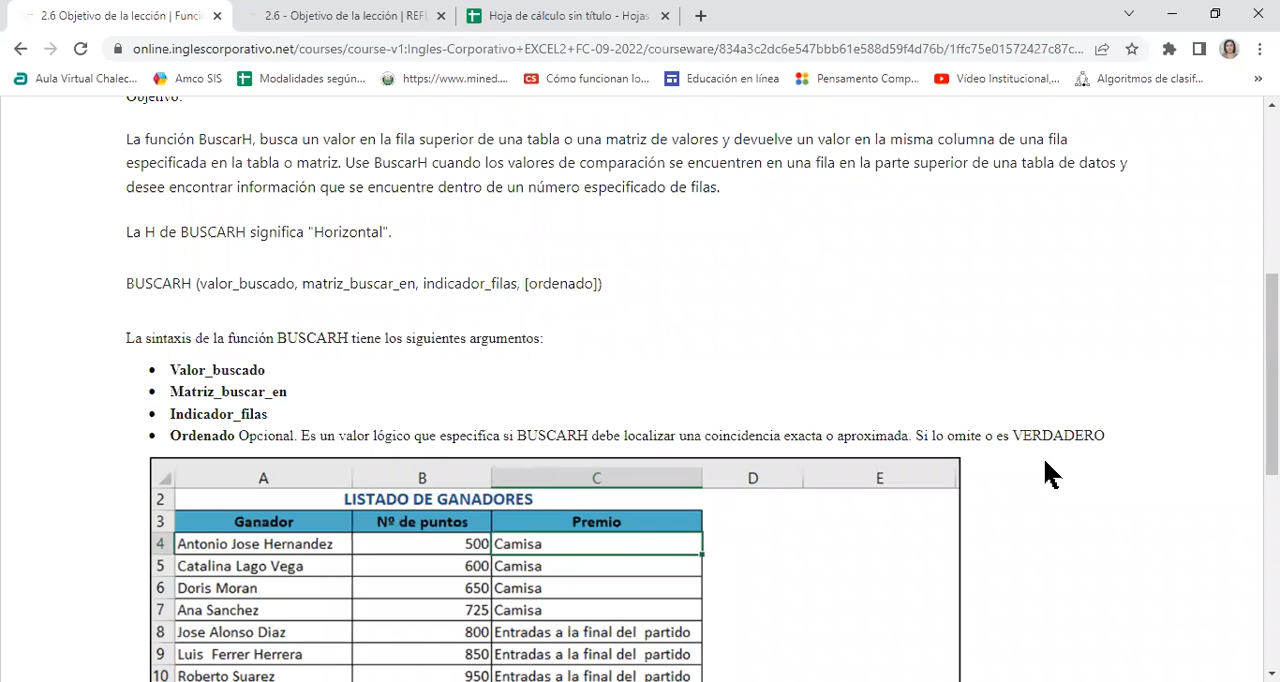 2.6 Objetivo de la lección | Funci
2.6 - Objetivo de la lección | REFL
Hoja de cálculo sin título - Hojas
online.inglescorporativo.net/courses/course-v1:Ingles-Corporativo+EXCEL2+FC-09-2022/courseware/834a3c2dc6e547bbb61e588d59f4d76b/1ffc75e01572427c87c...
Aula Virtual Chalec...
Amco SIS
Modalidades según...
https://www.mined....
CS Cómo funcionan lo...
Educación en línea
Pensamento Comp...
Vídeo Institucional,...
Algoritmos de clasif...
»
Objetivo:
La función BuscarH, busca un valor en la fila superior de una tabla o una matriz de valores y devuelve un valor en la misma columna de una fila
especificada en la tabla o matriz. Use BuscarH cuando los valores de comparación se encuentren en una fila en la parte superior de una tabla de datos y
desee encontrar información que se encuentre dentro de un número especificado de filas.
La H de BUSCARH significa "Horizontal".
BUSCARH (valor_buscado, matriz_buscar_en, indicador_filas, [ordenado])
La sintaxis de la función BUSCARH tiene los siguientes argumentos:
• Valor_buscado
• Matriz_buscar_en
• Indicador_filas
• Ordenado Opcional. Es un valor lógico que especifica si BUSCARH debe localizar una coincidencia exacta o aproximada. Si lo omite o es VERDADERO
A B C D E
2 LISTADO DE GANADORES
3 Ganador Nº de puntos Premio
4 Antonio Jose Hernandez 500 Camisa
5 Catalina Lago Vega 600 Camisa
6 Doris Moran 650 Camisa
7 Ana Sanchez 725 Camisa
8 Jose Alonso Diaz 800 Entradas a la final del partido
9 Luis Ferrer Herrera 850 Entradas a la final del partido
10 Roberto Suarez 950 Entradas a la final del partido